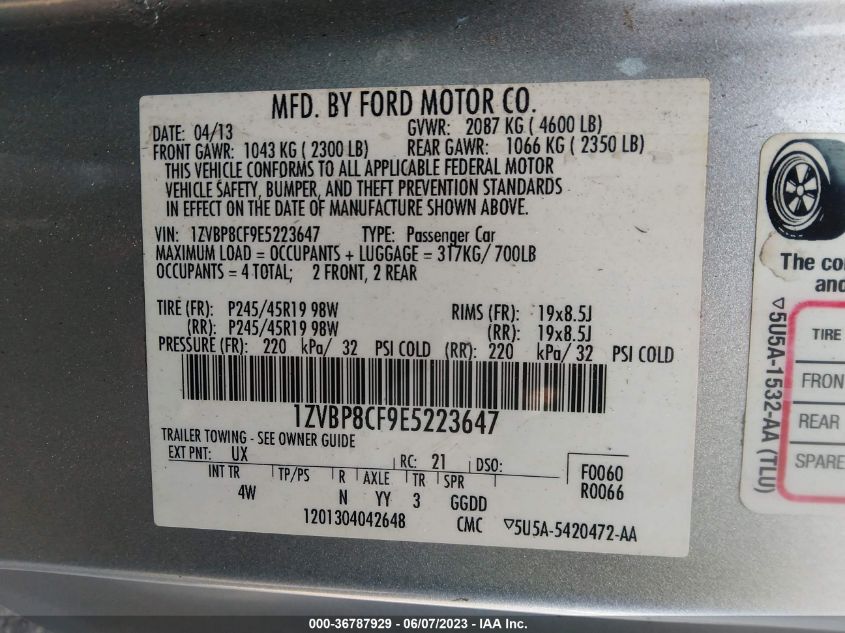 MFD. BY FORD MOTOR CO.
DATE: 04/13 GVWR: 2087 KG ( 4600 LB)
FRONT GAWR: 1043 KG ( 2300 LB) REAR GAWR: 1066 KG ( 2350 LB)
THIS VEHICLE CONFORMS TO ALL APPLICABLE FEDERAL MOTOR
VEHICLE SAFETY, BUMPER, AND THEFT PREVENTION STANDARDS
IN EFFECT ON THE DATE OF MANUFACTURE SHOWN ABOVE.
VIN: 1ZVBP8CF9E5223647 TYPE: Passenger Car
MAXIMUM LOAD = OCCUPANTS + LUGGAGE = 317KG/ 700LB
OCCUPANTS = 4 TOTAL; 2 FRONT, 2 REAR
TIRE (FR): P245/45R19 98W RIMS (FR): 19x8.5J
(RR): P245/45R19 98W (RR): 19x8.5J
PRESSURE (FR): 220 kPa/ 32 PSI COLD (RR): 220 kPa/ 32 PSI COLD
1ZVBP8CF9E5223647
TRAILER TOWING - SEE OWNER GUIDE
EXT PNT: UX RC: 21 DSO: F0060
INT TR TP/PS R AXLE TR SPR R0066
4W N YY 3 GGDD
1201304042648 CMC ▽5U5A-5420472-AA
The co
and
▽5U5A-1532-AA (TLU)
TIRE
FRON
REAR
SPARE
000-36787929 - 06/07/2023 - IAA Inc.